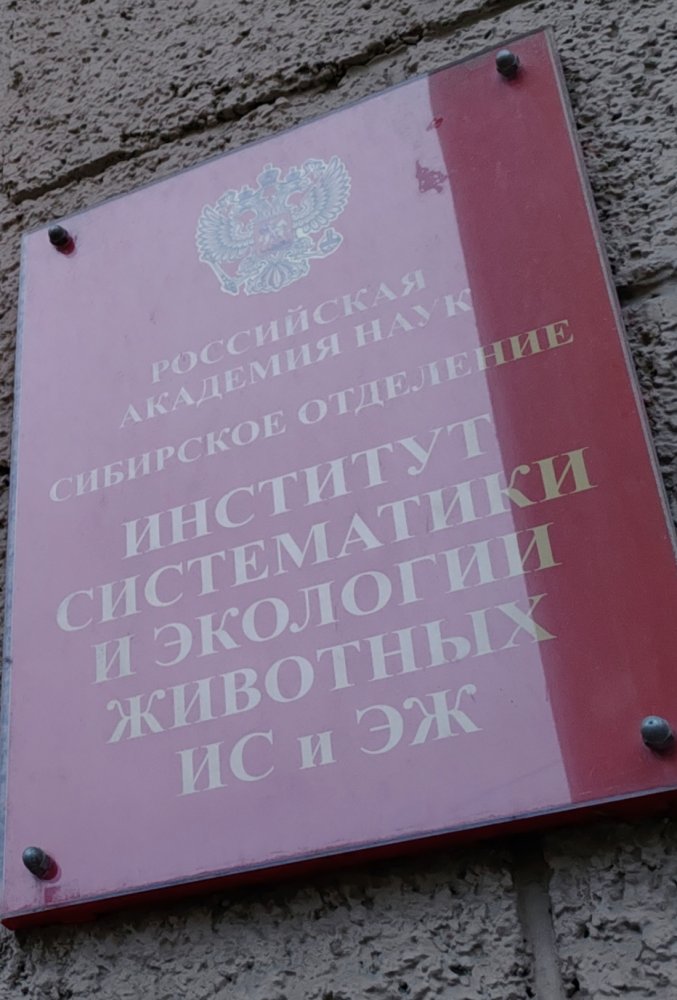 РОССИЙСКАЯ
АКАДЕМИЯ НАУК
СИБИРСКОЕ ОТДЕЛЕНИЕ
ИНСТИТУТ
СИСТЕМАТИКИ
И ЭКОЛОГИИ
ЖИВОТНЫХ
ИС и ЭЖ